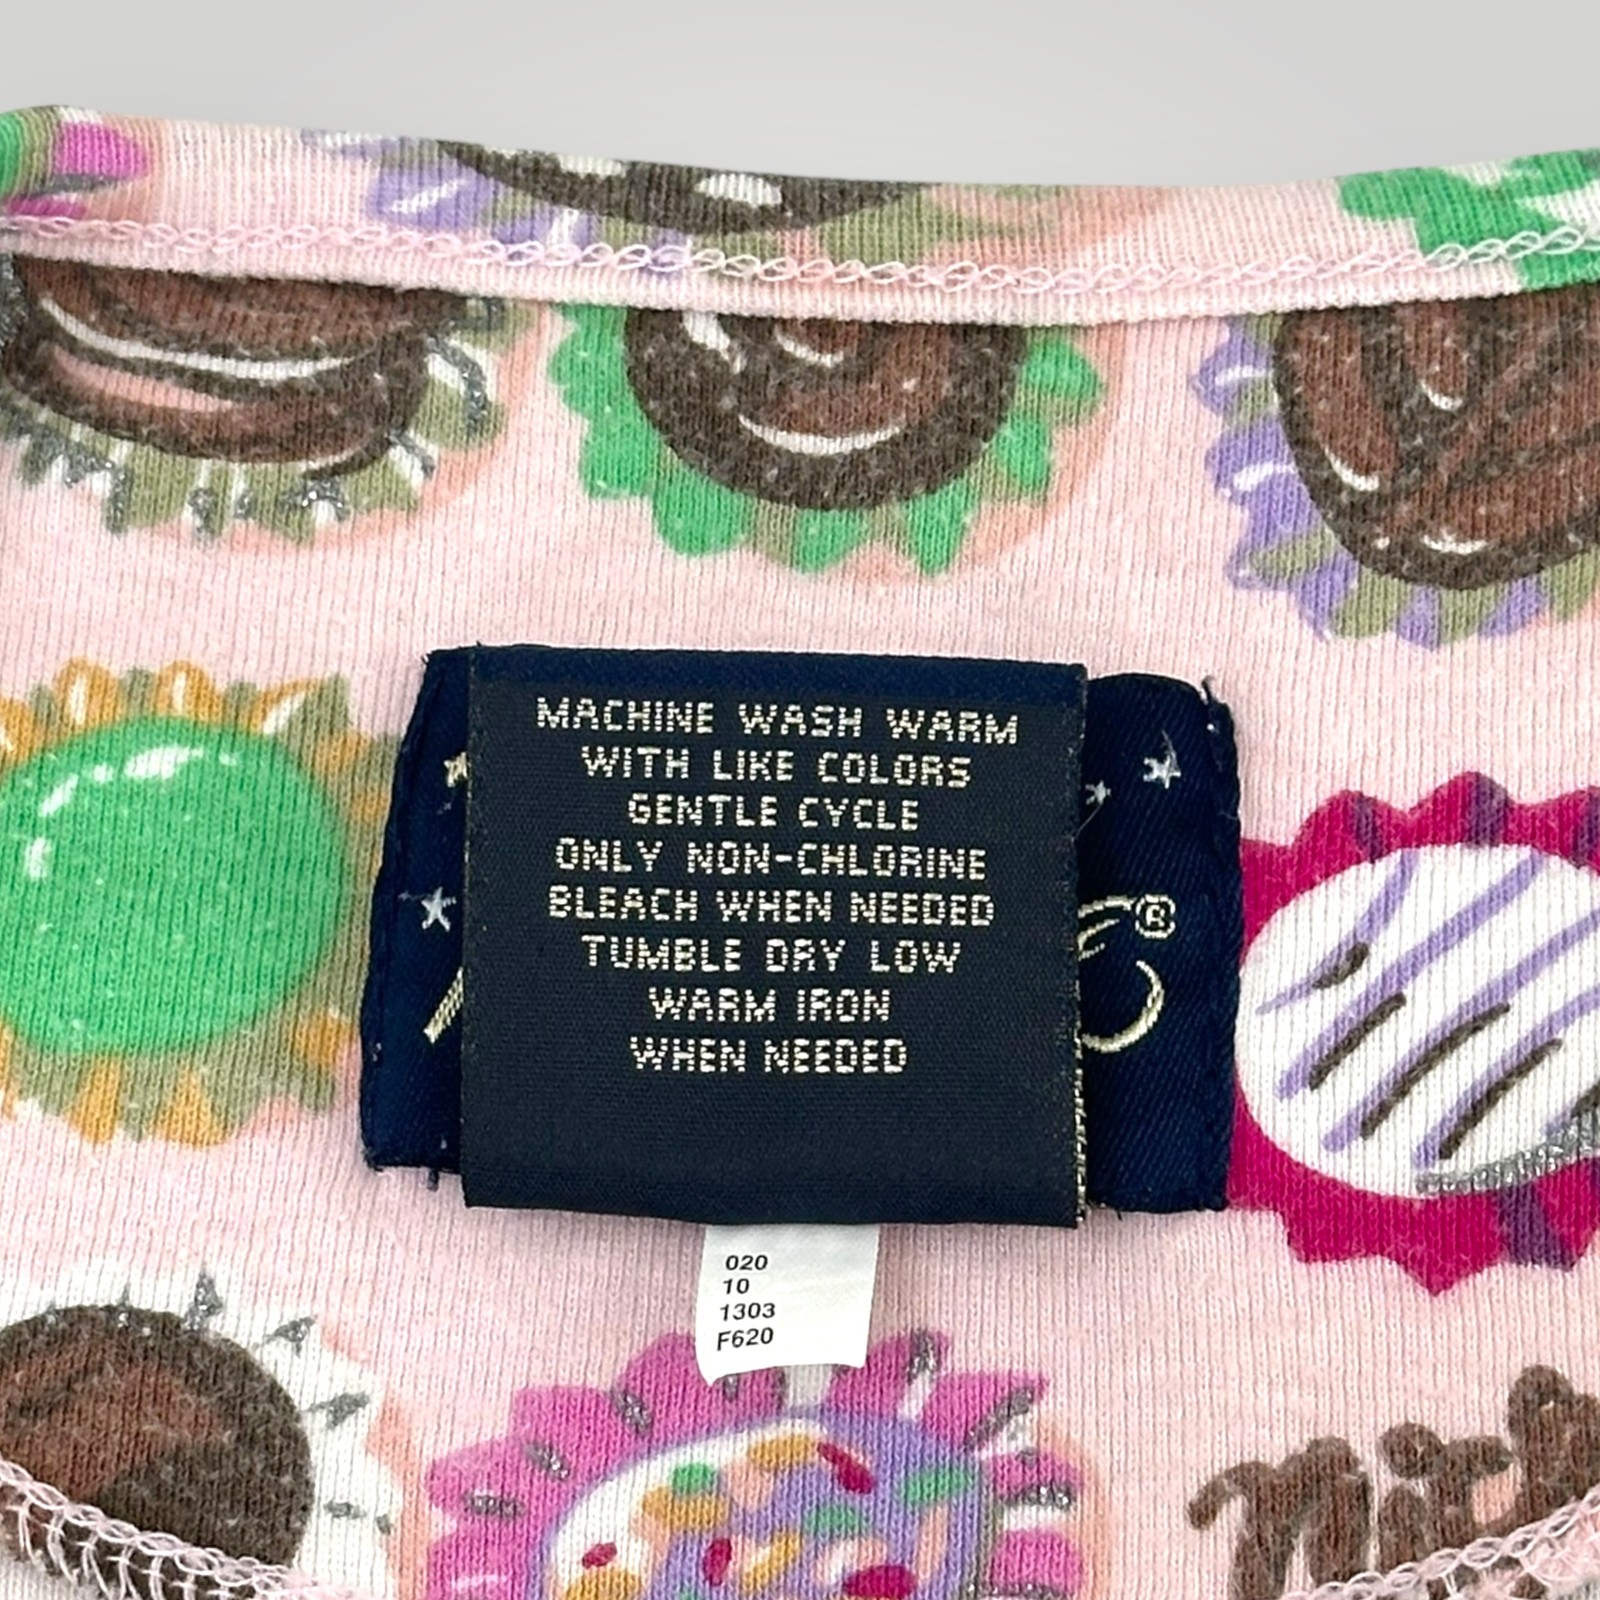 MACHINE WASH WARM
WITH LIKE COLORS
GENTLE CYCLE
ONLY NON-CHLORINE
BLEACH WHEN NEEDED
TUMBLE DRY LOW
WARM IRON
WHEN NEEDED
®
020
10
1303
F620